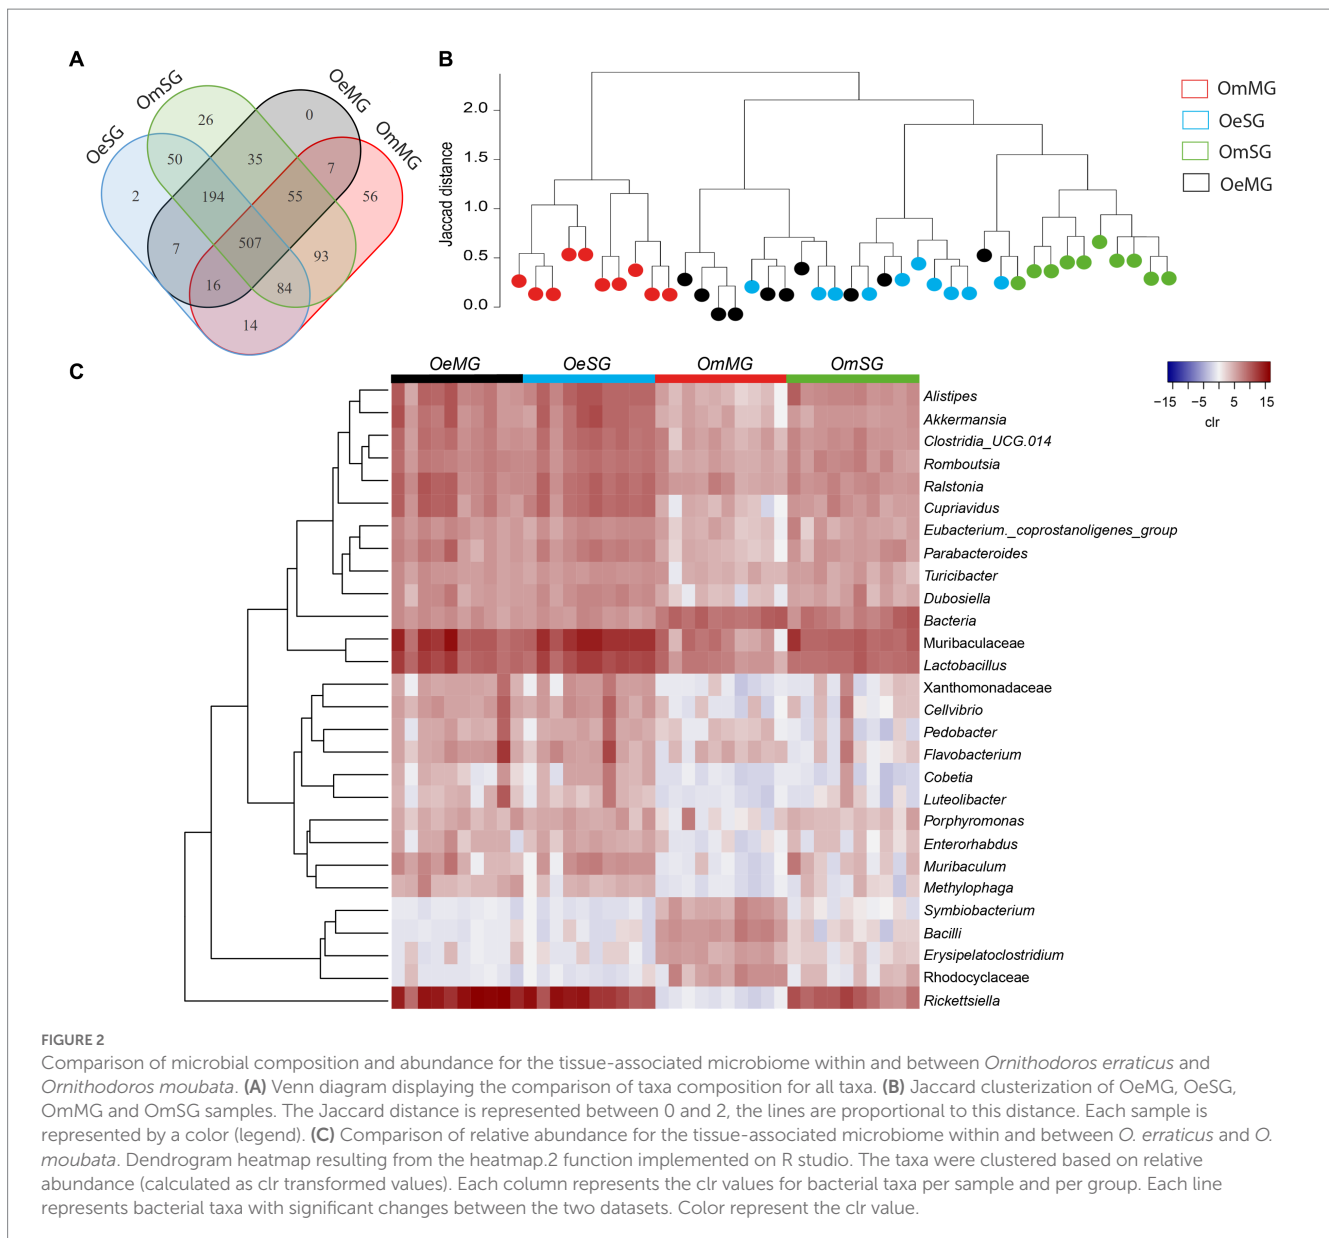 A
OeSG
OmSG
OeMG
OmMG
26
0
50
35
7
2
194
55
56
7
507
93
16
84
14
B
Jaccad distance
2.0
1.5
1.0
0.5
0.0
OmMG
OeSG
OmSG
OeMG
C
OeMG OeSG OmMG OmSG
−15 −5 5 15
clr
Alistipes
Akkermansia
Clostridia_UCG.014
Romboutsia
Ralstonia
Cupriavidus
Eubacterium._coprostanoligenes_group
Parabacteroides
Turicibacter
Dubosiella
Bacteria
Muribaculaceae
Lactobacillus
Xanthomonadaceae
Cellvibrio
Pedobacter
Flavobacterium
Cobetia
Luteolibacter
Porphyromonas
Enterorhabdus
Muribaculum
Methylophaga
Symbiobacterium
Bacilli
Erysipelatoclostridium
Rhodocyclaceae
Rickettsiella
FIGURE 2
Comparison of microbial composition and abundance for the tissue-associated microbiome within and between Ornithodoros erraticus and
Ornithodoros moubata. (A) Venn diagram displaying the comparison of taxa composition for all taxa. (B) Jaccard clusterization of OeMG, OeSG,
OmMG and OmSG samples. The Jaccard distance is represented between 0 and 2, the lines are proportional to this distance. Each sample is
represented by a color (legend). (C) Comparison of relative abundance for the tissue-associated microbiome within and between O. erraticus and O.
moubata. Dendrogram heatmap resulting from the heatmap.2 function implemented on R studio. The taxa were clustered based on relative
abundance (calculated as clr transformed values). Each column represents the clr values for bacterial taxa per sample and per group. Each line
represents bacterial taxa with significant changes between the two datasets. Color represent the clr value.